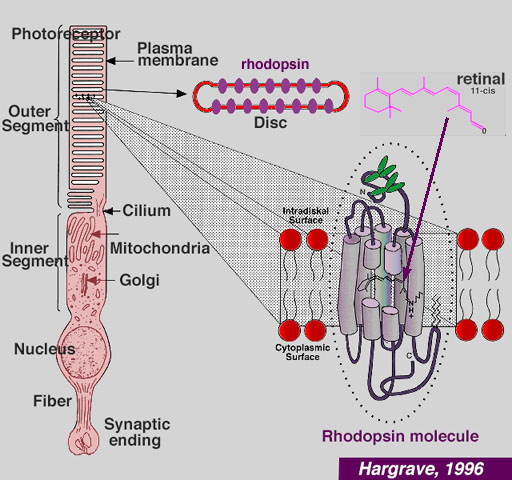 Photoreceptor
Plasma
membrane
Outer
Segment
rhodopsin
Disc
retinal
11-cis
O
N
Intradiskal
Surface
Cilium
Inner
Segment
Mitochondria
Golgi
NH
+
Cytoplasmic
Surface
C
Nucleus
Fiber
Synaptic
ending
Rhodopsin molecule
Hargrave, 1996